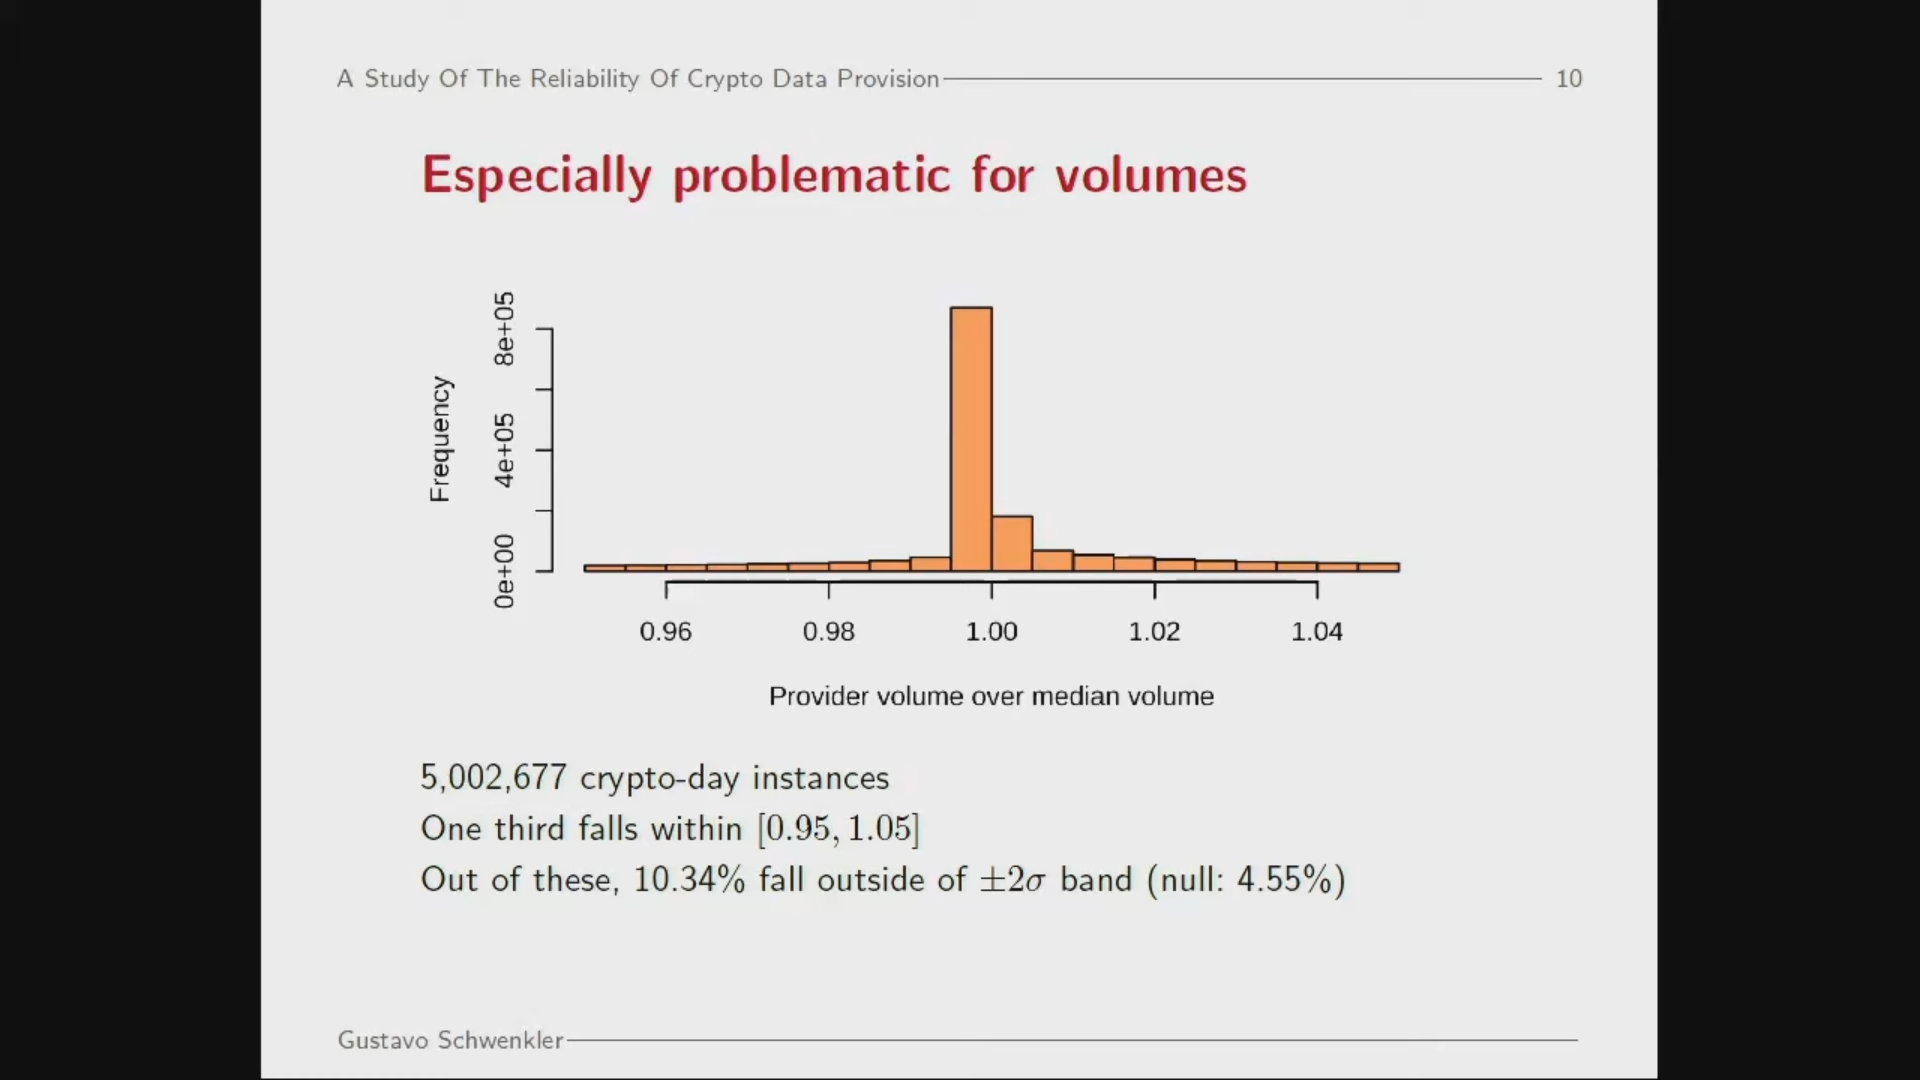 A Study Of The Reliability Of Crypto Data Provision 10
Especially problematic for volumes
Frequency
8e+05
4e+05
0e+00
0.96 0.98 1.00 1.02 1.04
Provider volume over median volume
5,002,677 crypto-day instances
One third falls within [0.95, 1.05]
Out of these, 10.34% fall outside of ±2σ band (null: 4.55%)
Gustavo Schwenkler